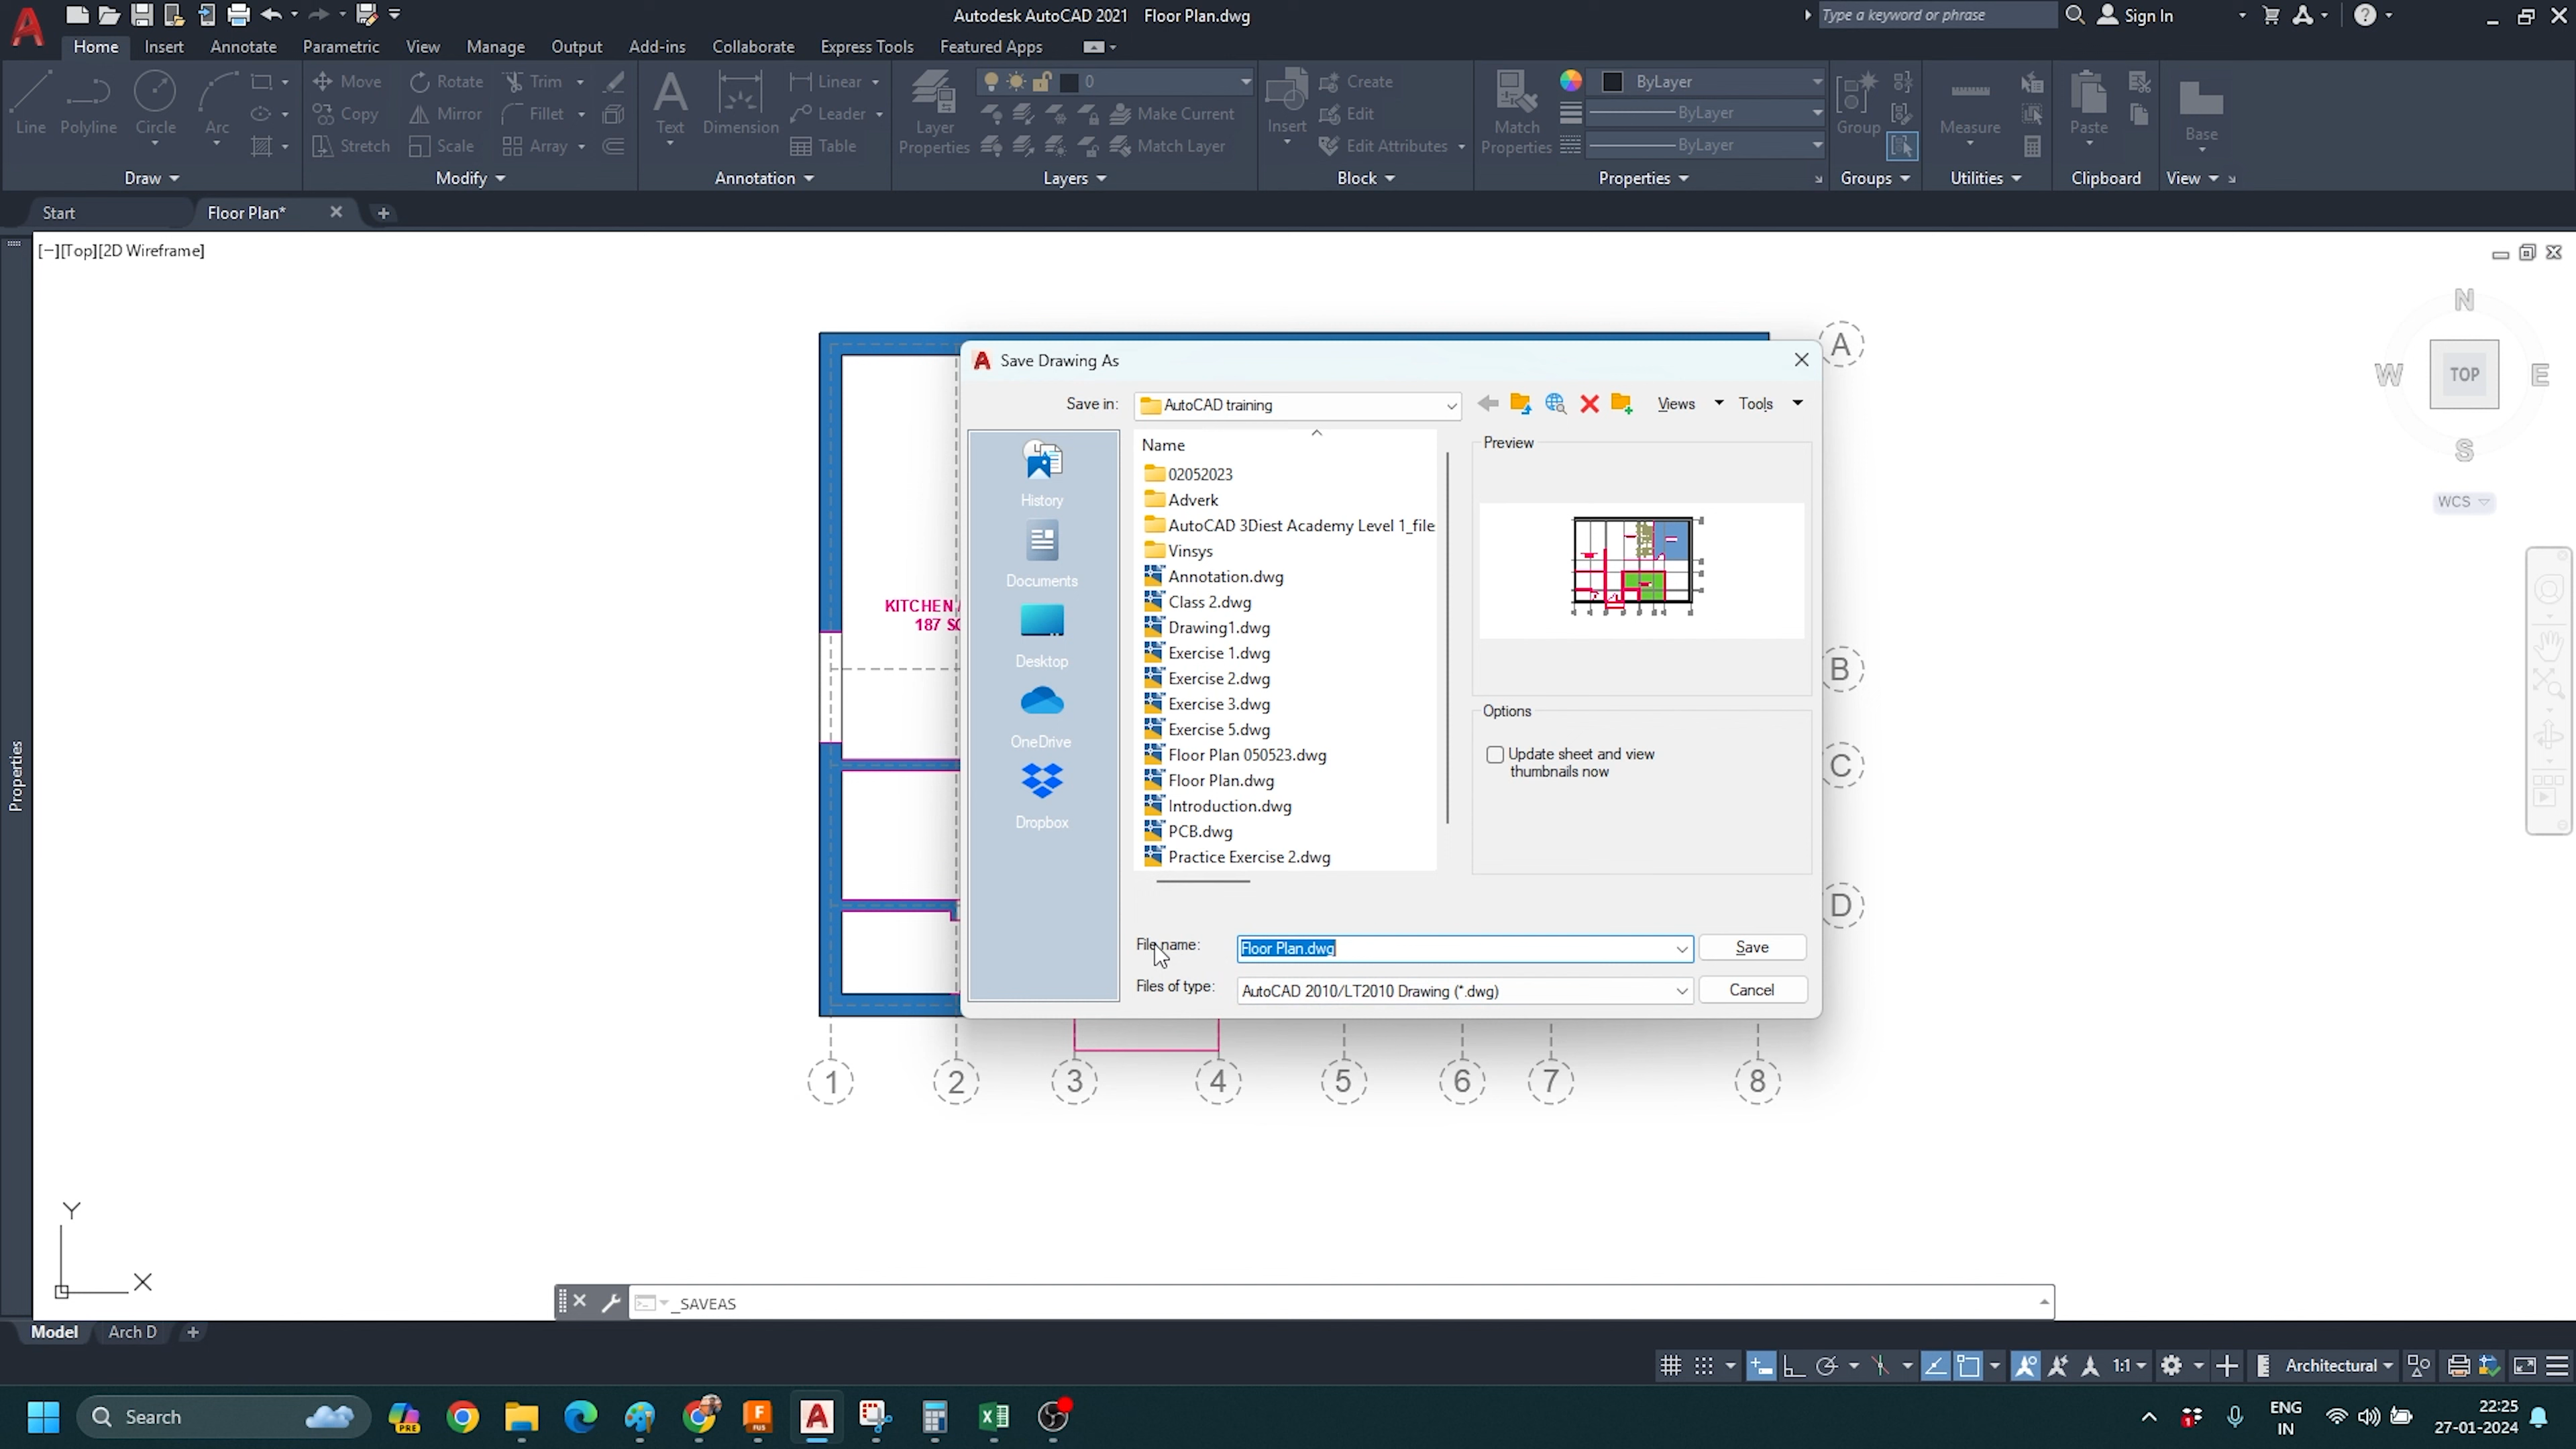 Autodesk AutoCAD 2021 Floor Plan.dwg
Type a keyword or phrase
Sign In
Home Insert Annotate Parametric View Manage Output Add-ins Collaborate Express Tools Featured Apps
Line Polyline Circle Arc
Move Rotate Trim
Copy Mirror Fillet
Stretch Scale Array
Text Dimension
Linear
Leader
Table
Layer
Properties
0
Make Current
Match Layer
Insert
Create
Edit
Edit Attributes
Match
Properties
ByLayer
ByLayer
ByLayer
Group
Measure
Paste
Base
Draw Modify Annotation Layers Block Properties Groups Utilities Clipboard View
Start Floor Plan*
[−][Top][2D Wireframe]
Properties
N
W TOP E
S
WCS
KITCHEN
187
A
B
C
D
1 2 3 4 5 6 7 8
Save Drawing As
Save in: AutoCAD training
Views Tools
History
Documents
Desktop
OneDrive
Dropbox
Name
02052023
Adverk
AutoCAD 3Diest Academy Level 1_file
Vinsys
Annotation.dwg
Class 2.dwg
Drawing1.dwg
Exercise 1.dwg
Exercise 2.dwg
Exercise 3.dwg
Exercise 5.dwg
Floor Plan 050523.dwg
Floor Plan.dwg
Introduction.dwg
PCB.dwg
Practice Exercise 2.dwg
Preview
Options
Update sheet and view
thumbnails now
File name: Floor Plan.dwg Save
Files of type: AutoCAD 2010/LT2010 Drawing (*.dwg) Cancel
Y
X
_SAVEAS
Model Arch D
1:1 Architectural
Search
PRE
F
FUS
1
ENG
IN
22:25
27-01-2024